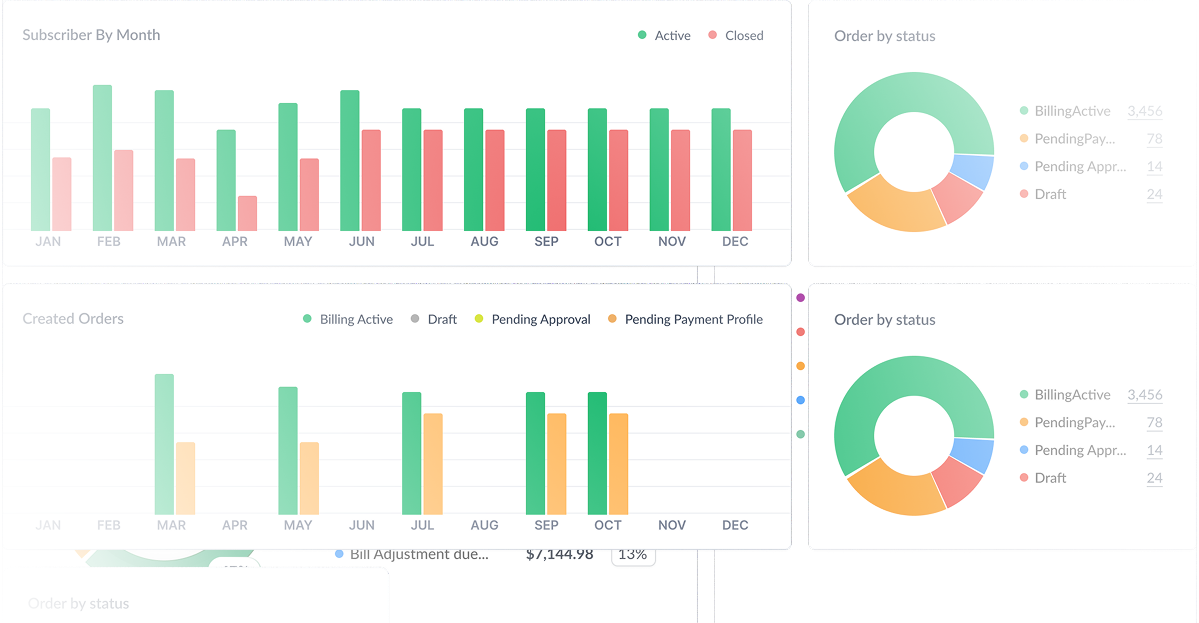 Subscriber By Month
Active Closed
JAN FEB MAR APR MAY JUN JUL AUG SEP OCT NOV DEC
Order by status
BillingActive 3,456
PendingPay... 78
Pending Appr... 14
Draft 24
Created Orders
Billing Active Draft Pending Approval Pending Payment Profile
JAN FEB MAR APR MAY JUN JUL AUG SEP OCT NOV DEC
Order by status
BillingActive 3,456
PendingPay... 78
Pending Appr... 14
Draft 24
Bill Adjustment due... $7,144.98 13%
Order by status